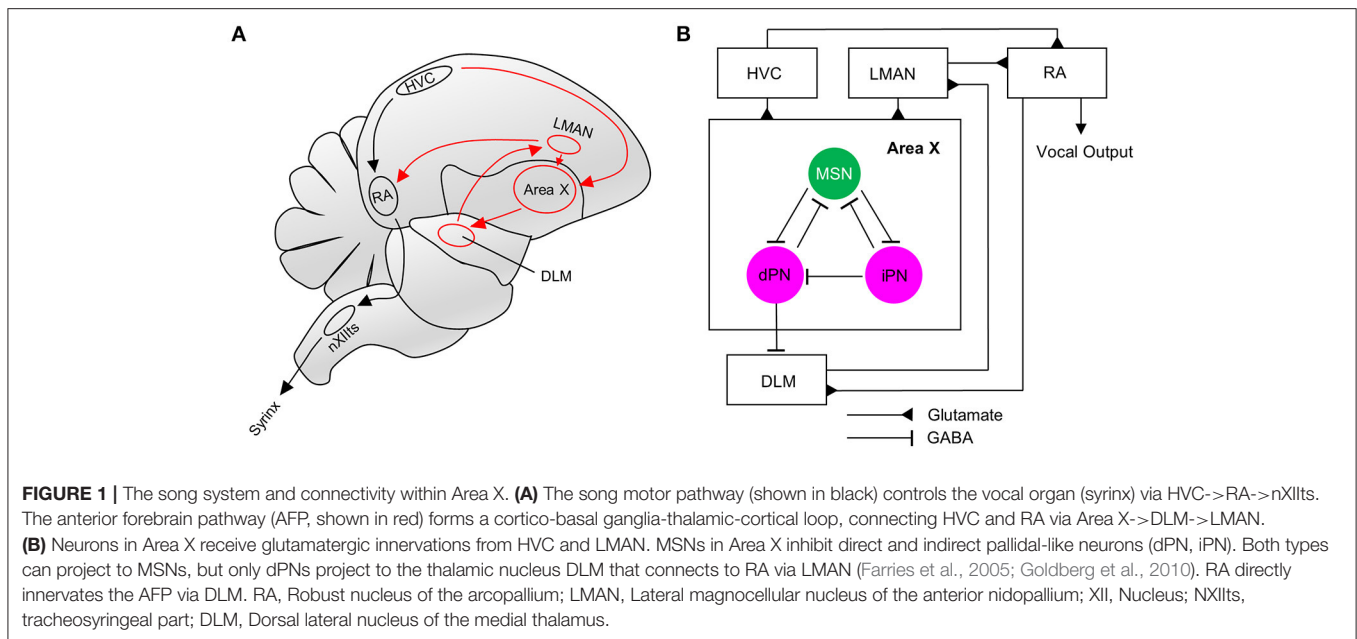 A
HVC
LMAN
RA
Area X
DLM
nXIIts
Syrinx
B
HVC
LMAN
RA
Area X
Vocal Output
MSN
dPN
iPN
DLM
Glutamate
GABA
FIGURE 1 | The song system and connectivity within Area X. (A) The song motor pathway (shown in black) controls the vocal organ (syrinx) via HVC->RA->nXIIts.
The anterior forebrain pathway (AFP, shown in red) forms a cortico-basal ganglia-thalamic-cortical loop, connecting HVC and RA via Area X->DLM->LMAN.
(B) Neurons in Area X receive glutamatergic innervations from HVC and LMAN. MSNs in Area X inhibit direct and indirect pallidal-like neurons (dPN, iPN). Both types
can project to MSNs, but only dPNs project to the thalamic nucleus DLM that connects to RA via LMAN (Farries et al., 2005; Goldberg et al., 2010). RA directly
innervates the AFP via DLM. RA, Robust nucleus of the arcopallium; LMAN, Lateral magnocellular nucleus of the anterior nidopallium; XII, Nucleus; NXIIts,
tracheosyringeal part; DLM, Dorsal lateral nucleus of the medial thalamus.